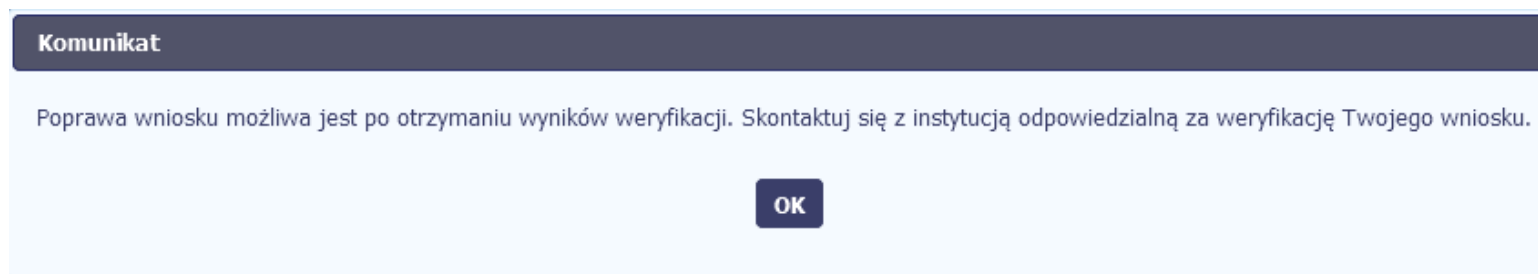 Komunikat
Poprawa wniosku możliwa jest po otrzymaniu wyników weryfikacji. Skontaktuj się z instytucją odpowiedzialną za weryfikację Twojego wniosku.
OK